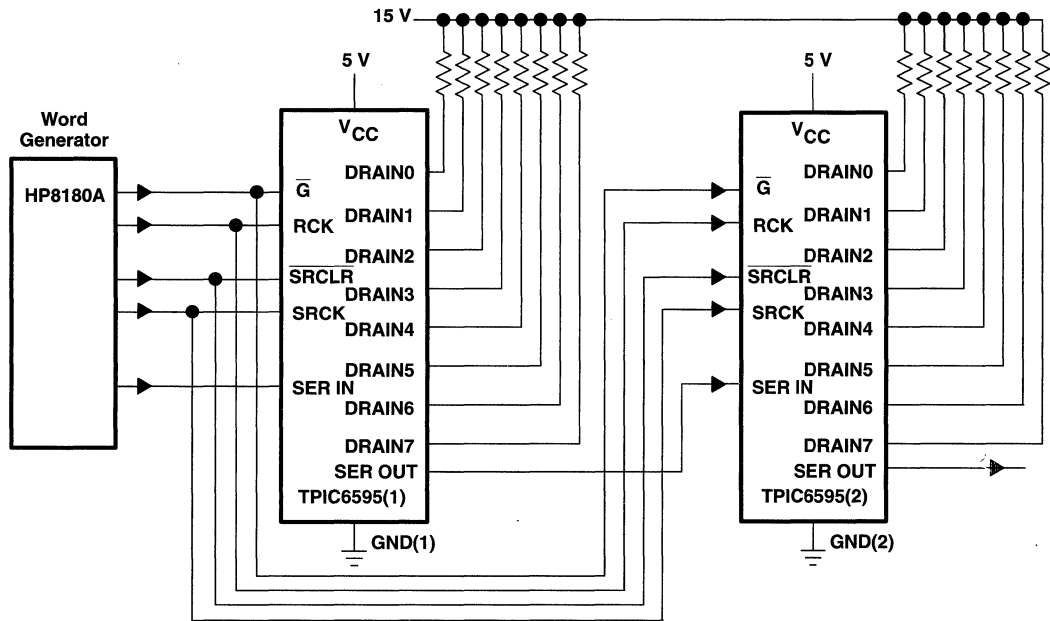 15 V
5 V
5 V
Word
Generator
HP8180A
VCC
G
RCK
SRCLR
SRCK
SER IN
DRAIN0
DRAIN1
DRAIN2
DRAIN3
DRAIN4
DRAIN5
DRAIN6
DRAIN7
SER OUT
TPIC6595(1)
GND(1)
VCC
G
RCK
SRCLR
SRCK
SER IN
DRAIN0
DRAIN1
DRAIN2
DRAIN3
DRAIN4
DRAIN5
DRAIN6
DRAIN7
SER OUT
TPIC6595(2)
GND(2)